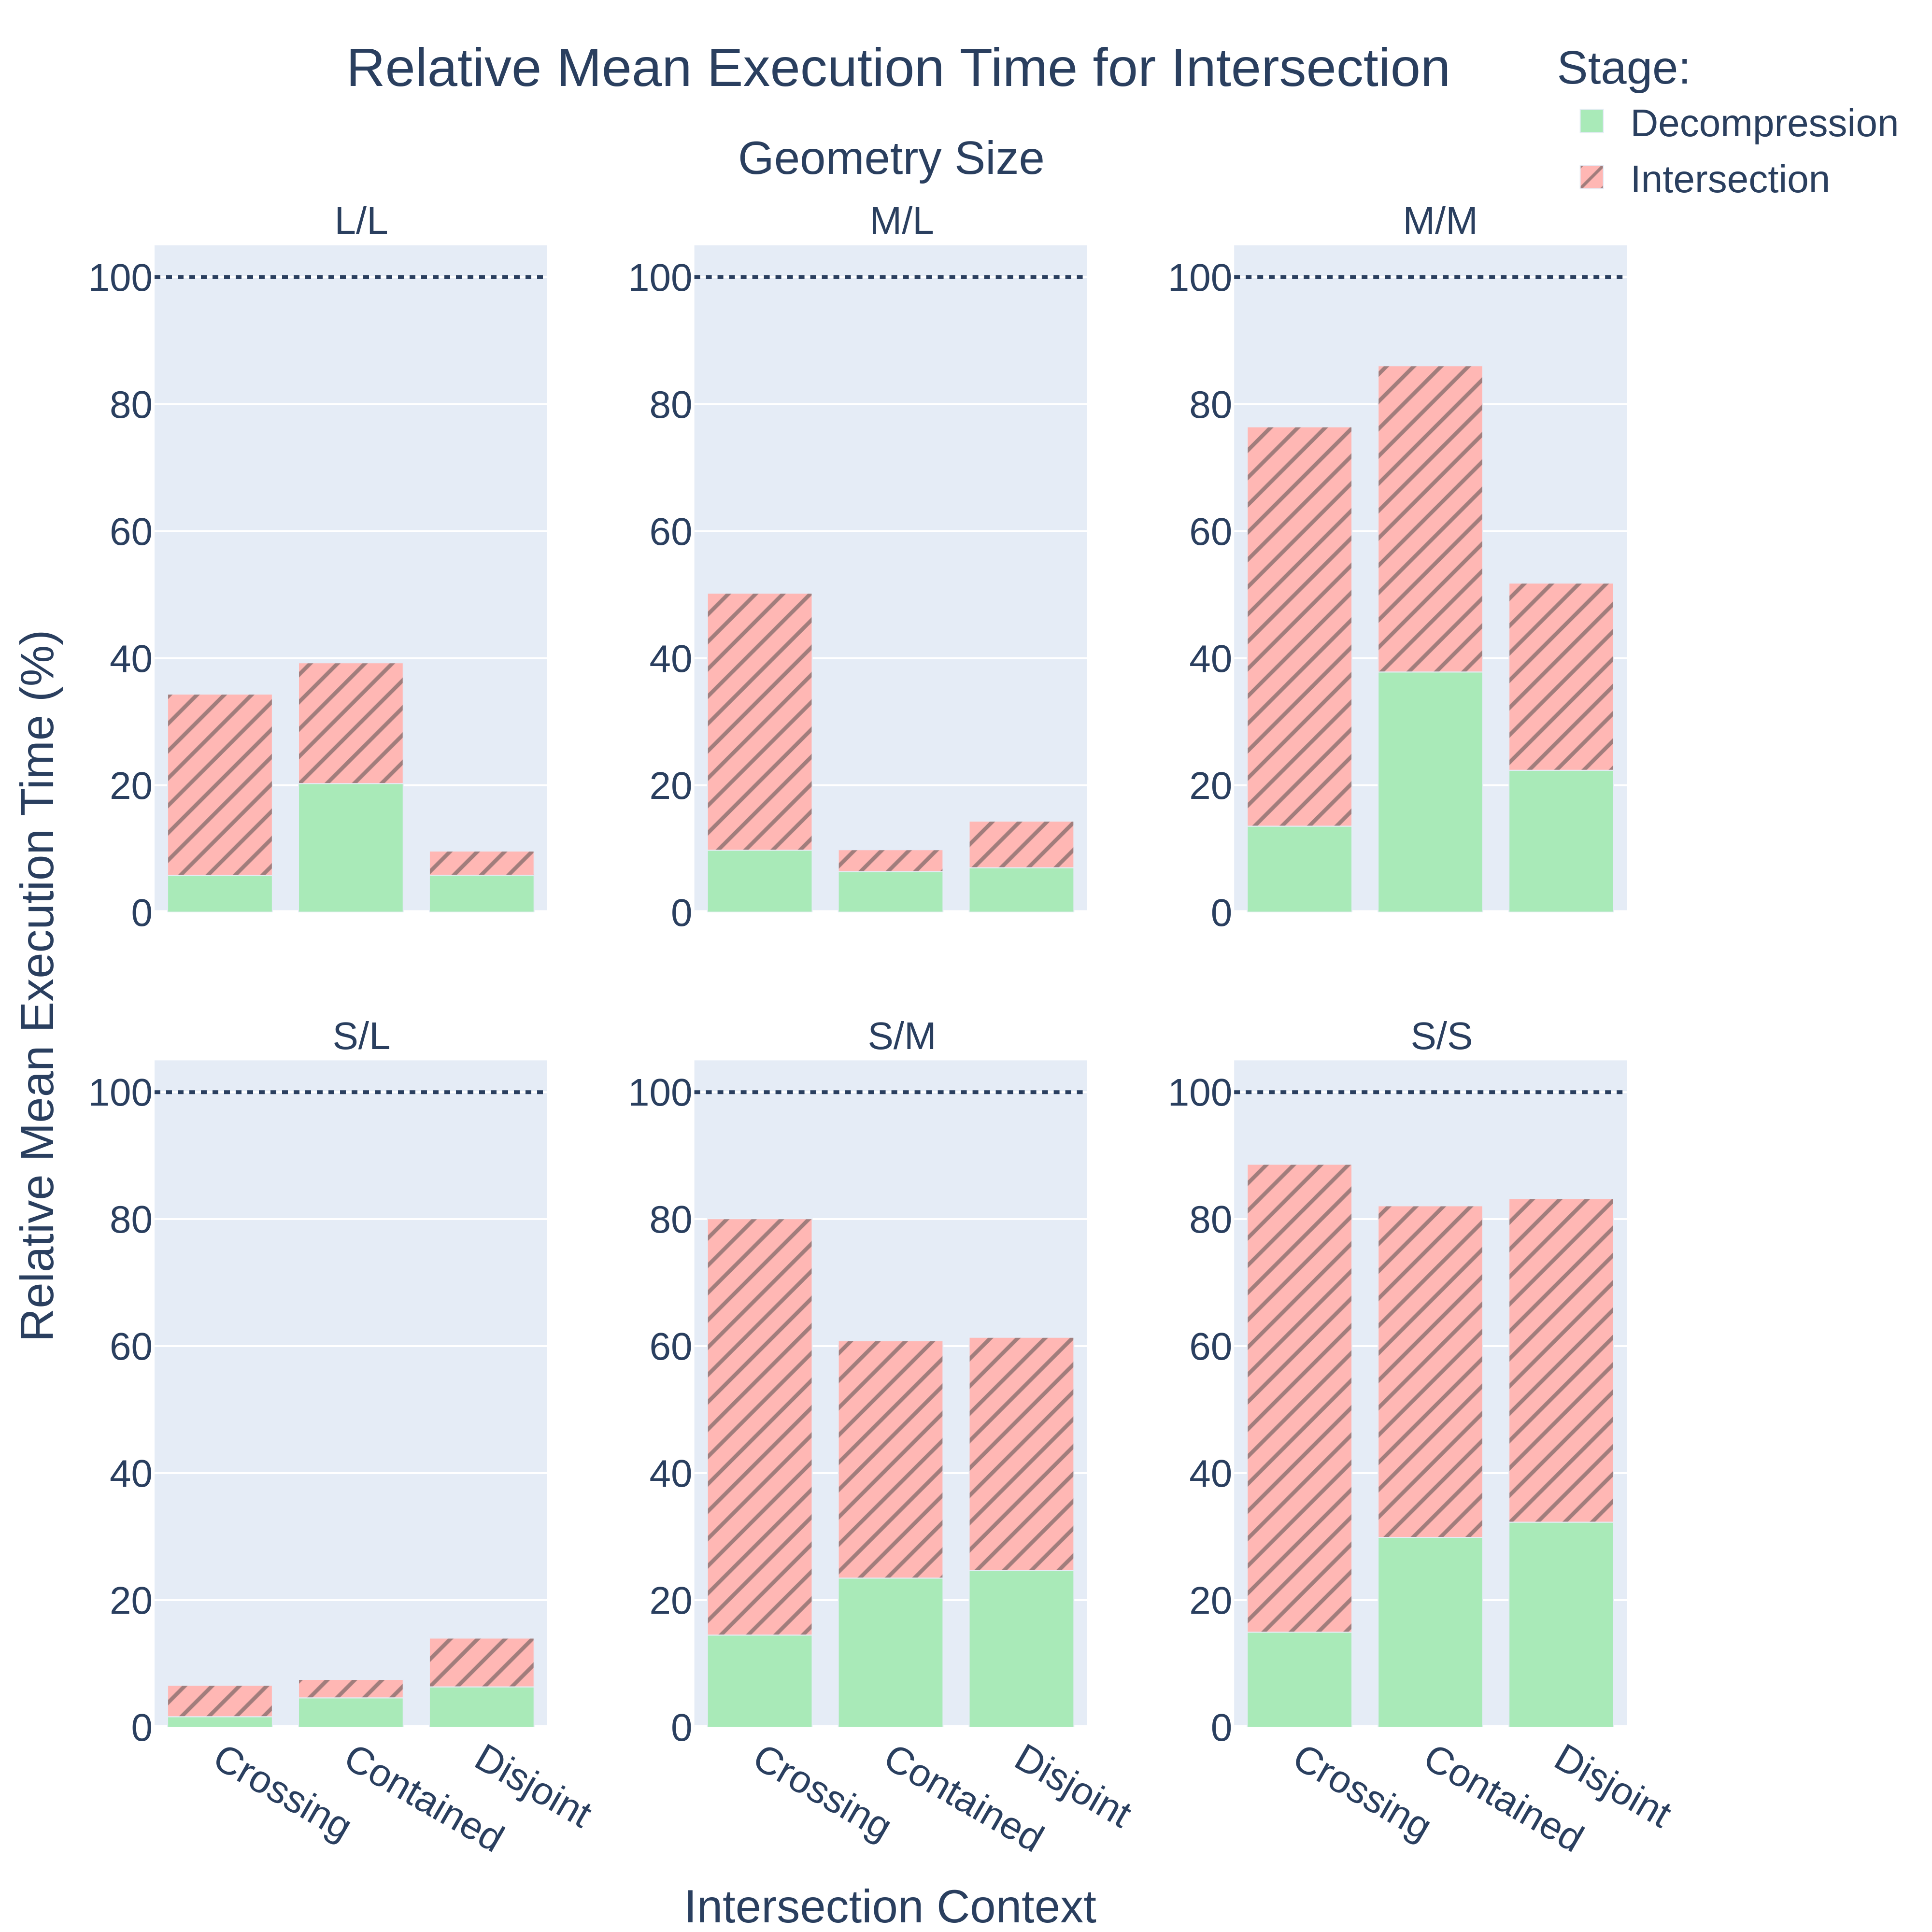 Relative Mean Execution Time for Intersection
Stage:
Decompression
Intersection
Geometry Size
L/L
M/L
M/M
100
80
60
40
20
0
100
80
60
40
20
0
100
80
60
40
20
0
Relative Mean Execution Time (%)
S/L
S/M
S/S
100
80
60
40
20
0
100
80
60
40
20
0
100
80
60
40
20
0
Crossing
Contained
Disjoint
Crossing
Contained
Disjoint
Crossing
Contained
Disjoint
Intersection Context